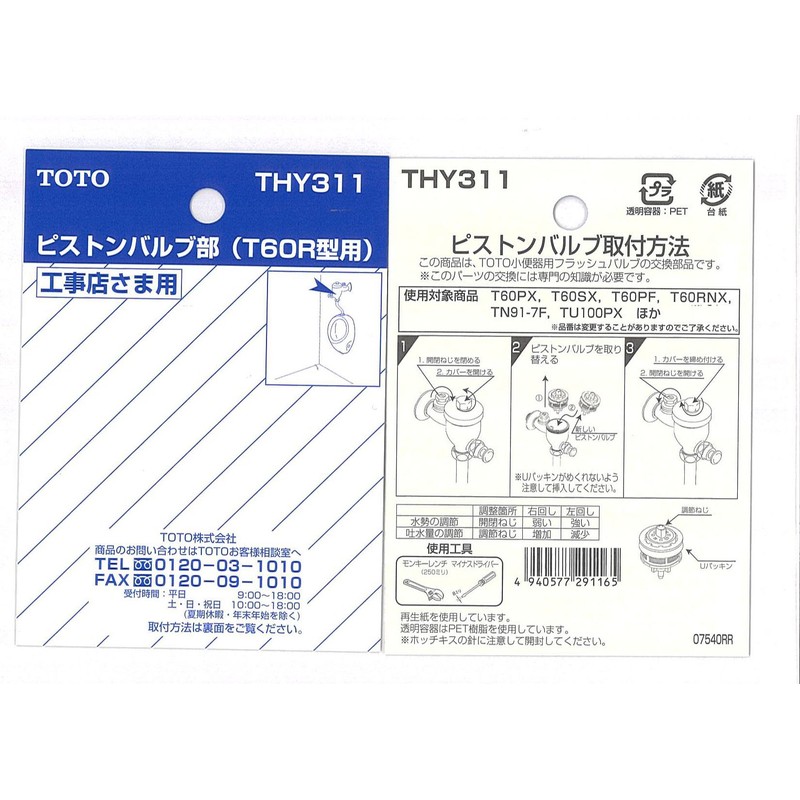 TOTO
THY311
ピストンバルブ部（T60R型用）
工事店さま用
TOTO株式会社
商品のお問い合わせはTOTOお客様相談室へ
TEL 0120-03-1010
FAX 0120-09-1010
受付時間：平日 9:00〜18:00
土・日・祝日 10:00〜18:00
（夏期休暇・年末年始を除く）
取付方法は裏面をご覧ください。
THY311
プラ
透明容器：PET
紙
台紙
ピストンバルブ取付方法
この商品は、TOTO小便器用フラッシュバルブの交換部品です。
※このパーツの交換には専門の知識が必要です。
使用対象商品 T60PX, T60SX, T60PF, T60RNX,
TN91-7F, TU100PX ほか
※品番は変更することがありますのでご了承ください。
1
1. 開閉ねじを閉める
2. カバーを開ける
2
ピストンバルブを取り
替える
①
②
新しい
ピストンバルブ
※Uパッキンがめくれないよう
注意して挿入してください。
3
1. カバーを締め付ける
2. 開閉ねじを開ける
調整箇所 右回し 左回し
水勢の調節 開閉ねじ 弱い 強い
吐水量の調節 調節ねじ 増加 減少
使用工具
モンキーレンチ マイナスドライバー
(250ミリ)
4 940577 291165
調節ねじ
Uパッキン
再生紙を使用しています。
透明容器はPET樹脂を使用しています。
※ホッチキスの針に注意して開封してください。
07540RR